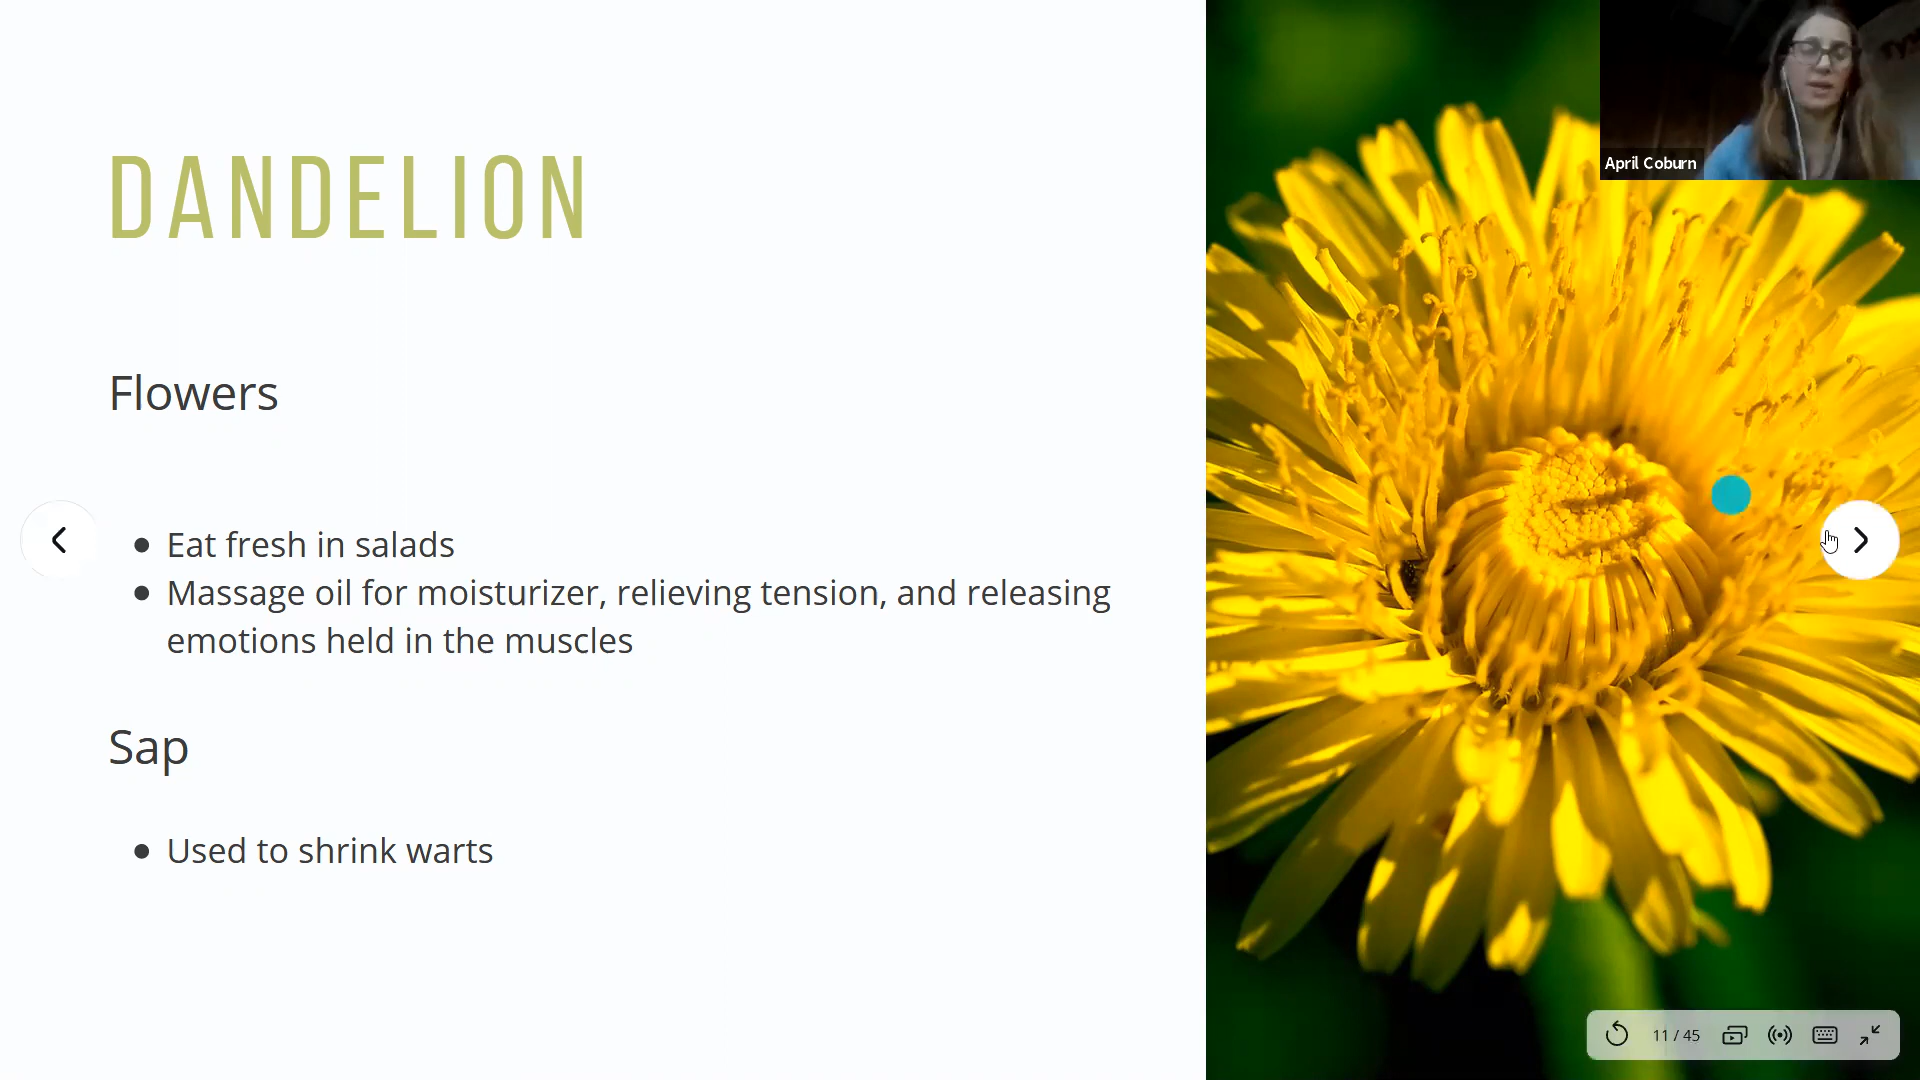 DANDELION
Flowers
Eat fresh in salads
Massage oil for moisturizer, relieving tension, and releasing
emotions held in the muscles
Sap
Used to shrink warts
April Coburn
11 / 45